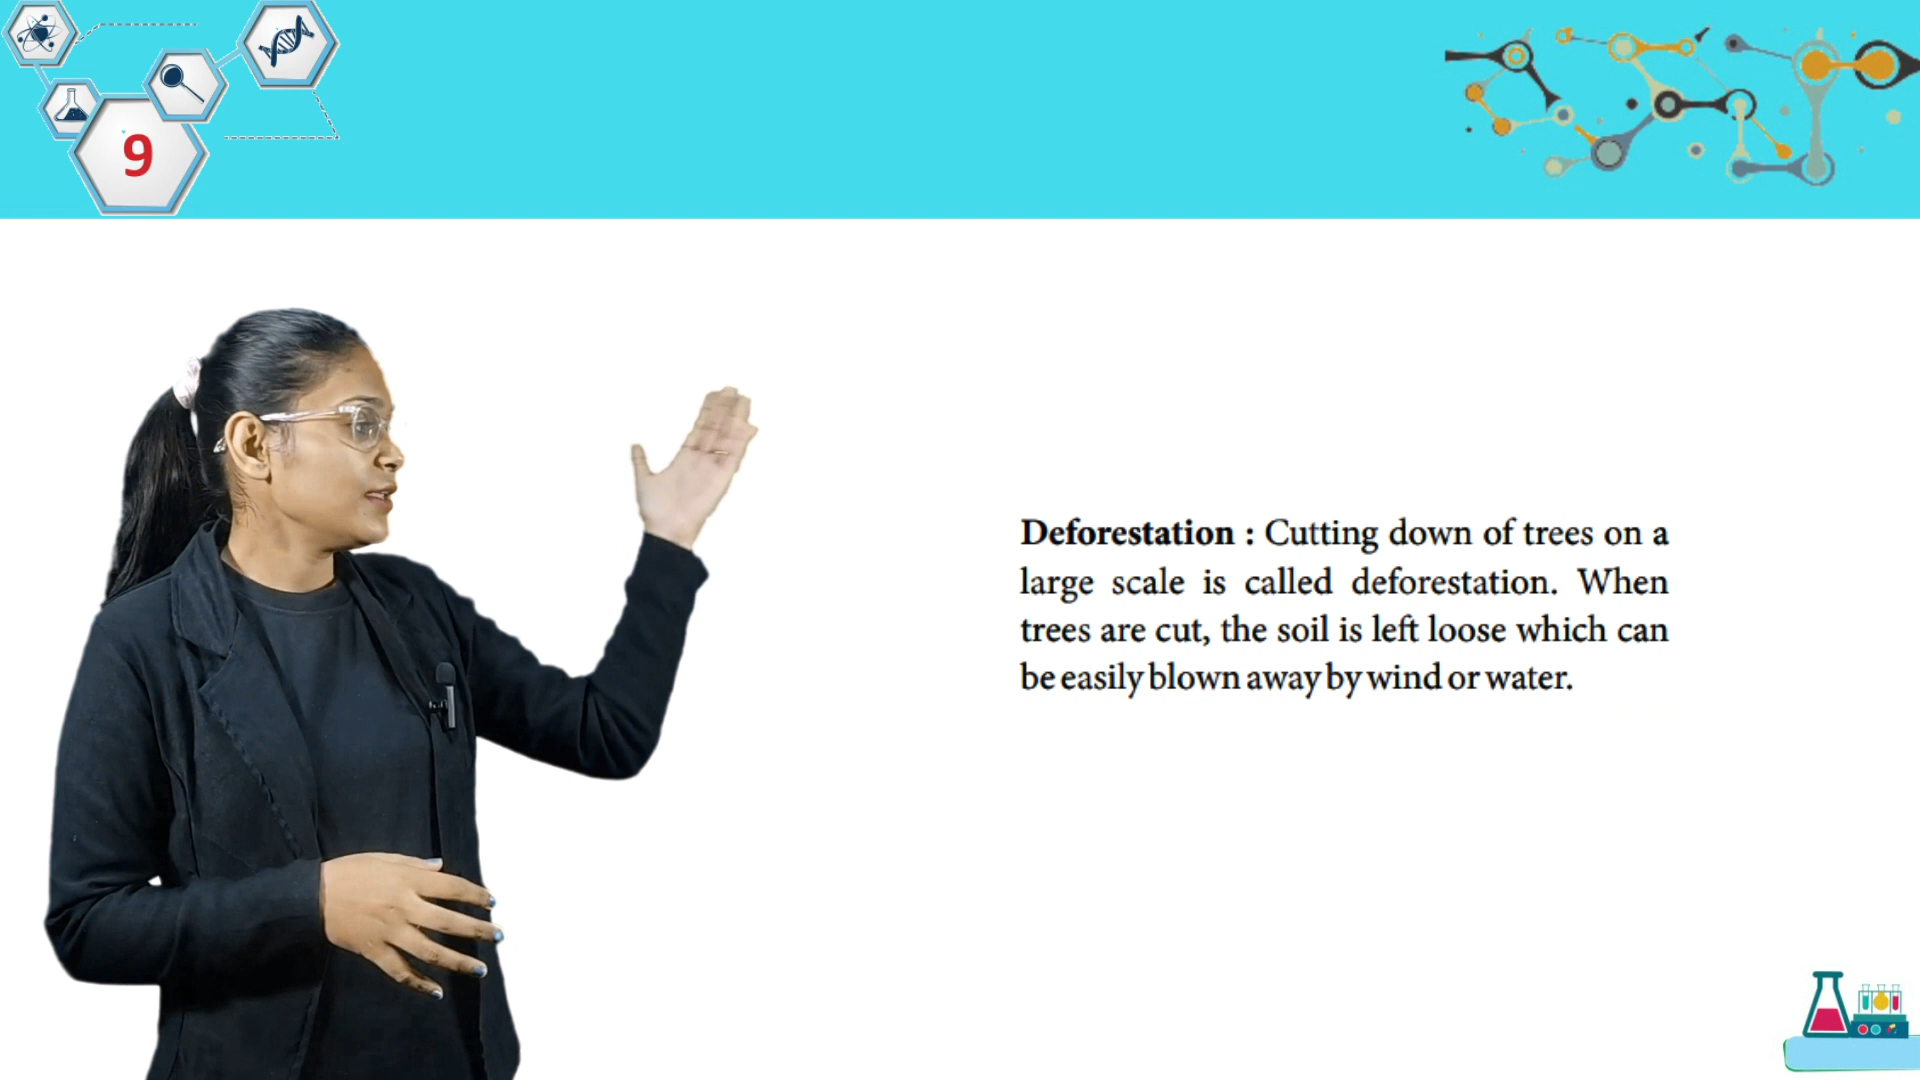 9
Deforestation : Cutting down of trees on a
large scale is called deforestation. When
trees are cut, the soil is left loose which can
be easily blown away by wind or water.